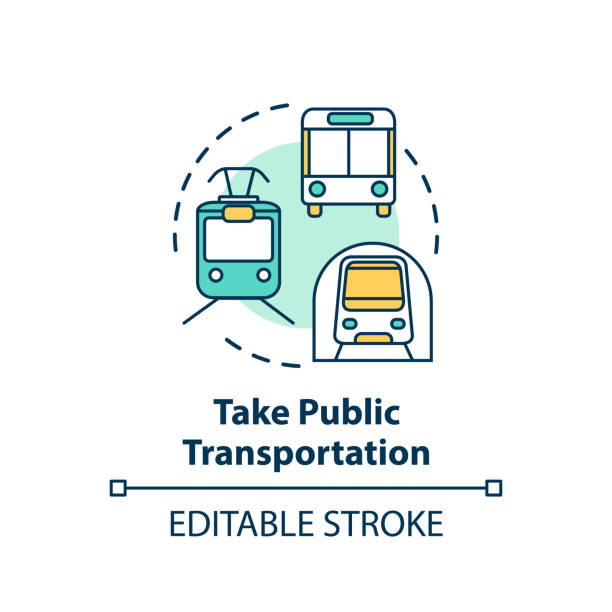 Take Public
Transportation
EDITABLE STROKE